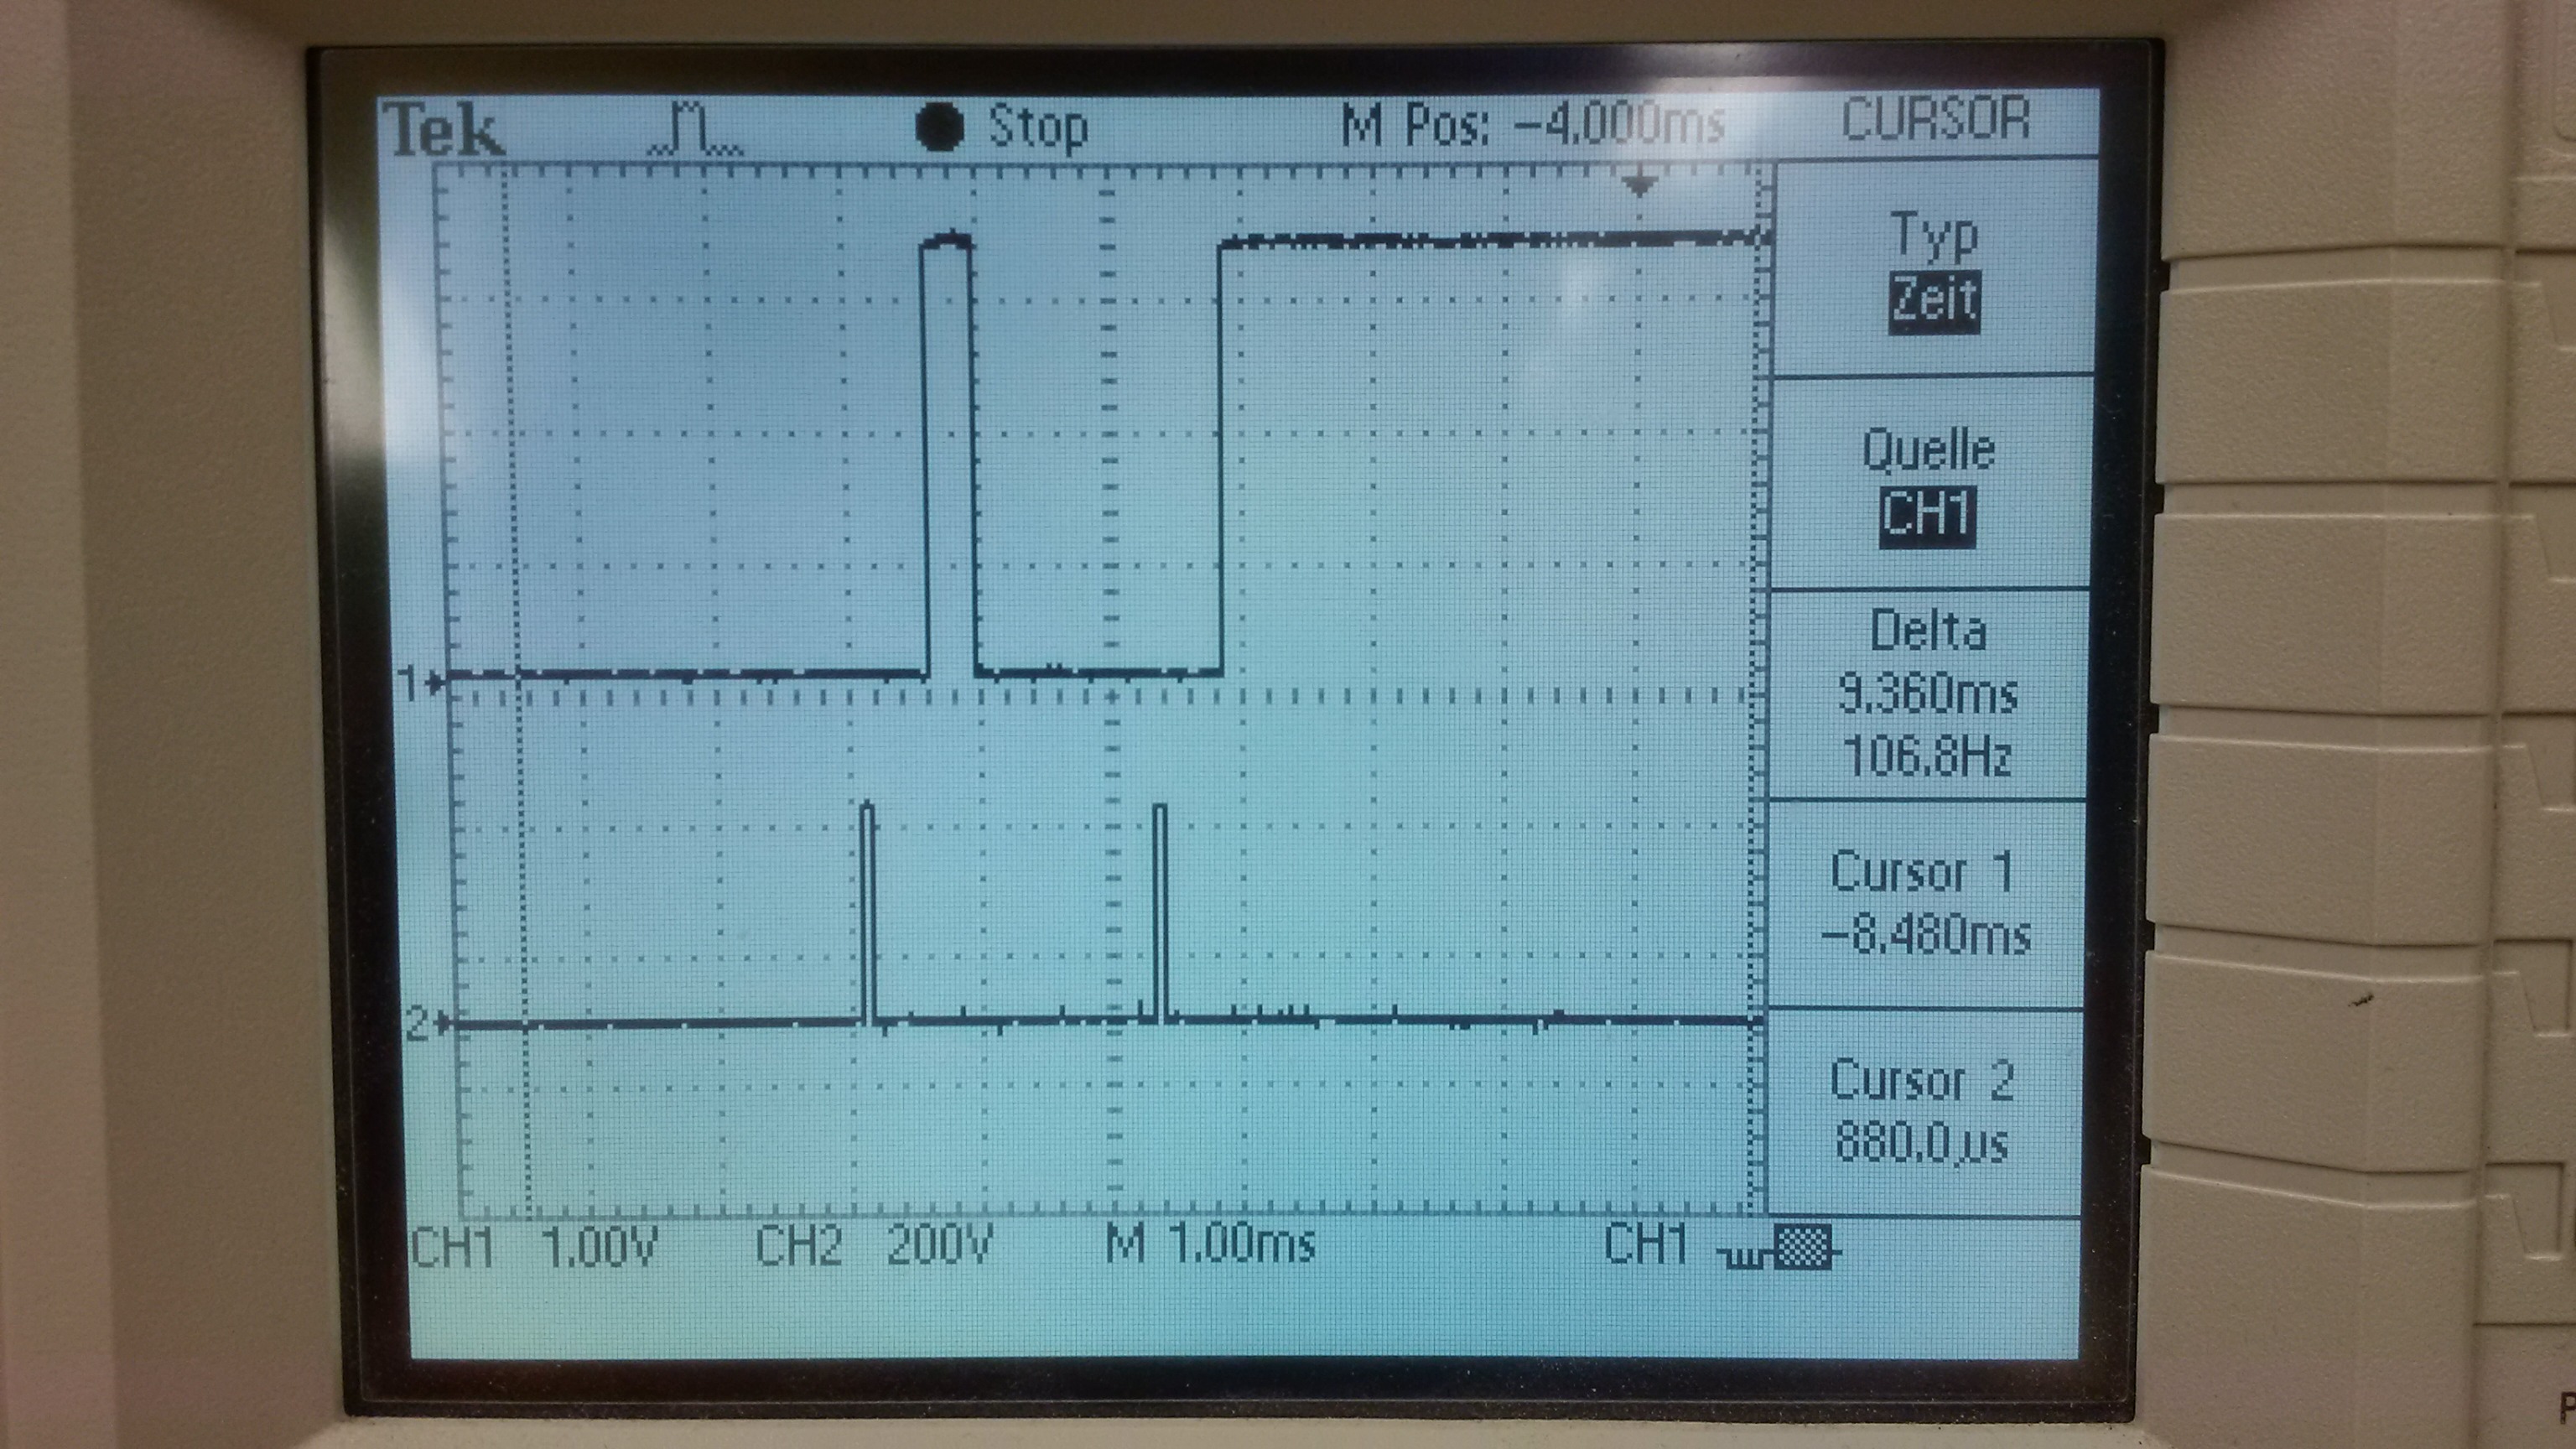 Tek Stop M Pos: -4.000ms CURSOR
Typ
Zeit
Quelle
CH1
Delta
9.360ms
106.8Hz
Cursor 1
-8.480ms
Cursor 2
880.0µs
1
2
CH1 1.00V CH2 200V M 1.00ms CH1
P